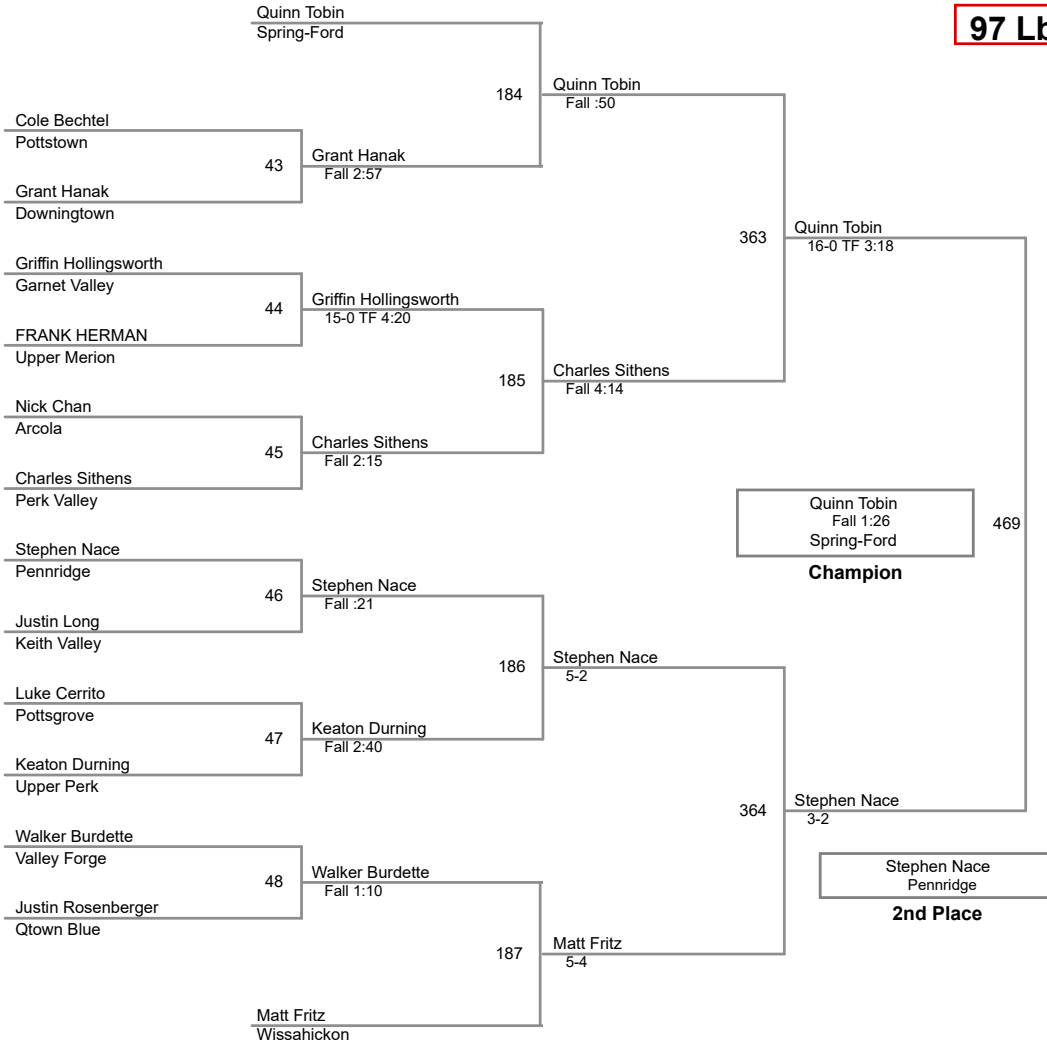 Quinn Tobin
Spring-Ford
97 Lb
184
Quinn Tobin
Fall :50
Cole Bechtel
Pottstown
43
Grant Hanak
Fall 2:57
Grant Hanak
Downingtown
363
Quinn Tobin
16-0 TF 3:18
Griffin Hollingsworth
Garnet Valley
44
Griffin Hollingsworth
15-0 TF 4:20
FRANK HERMAN
Upper Merion
185
Charles Sithens
Fall 4:14
Nick Chan
Arcola
45
Charles Sithens
Fall 2:15
Charles Sithens
Perk Valley
Quinn Tobin
Fall 1:26
Spring-Ford
Champion
469
Stephen Nace
Pennridge
46
Stephen Nace
Fall :21
Justin Long
Keith Valley
186
Stephen Nace
5-2
Luke Cerrito
Pottsgrove
47
Keaton Durning
Fall 2:40
Keaton Durning
Upper Perk
364
Stephen Nace
3-2
Walker Burdette
Valley Forge
48
Walker Burdette
Fall 1:10
Justin Rosenberger
Qtown Blue
Stephen Nace
Pennridge
2nd Place
187
Matt Fritz
5-4
Matt Fritz
Wissahickon